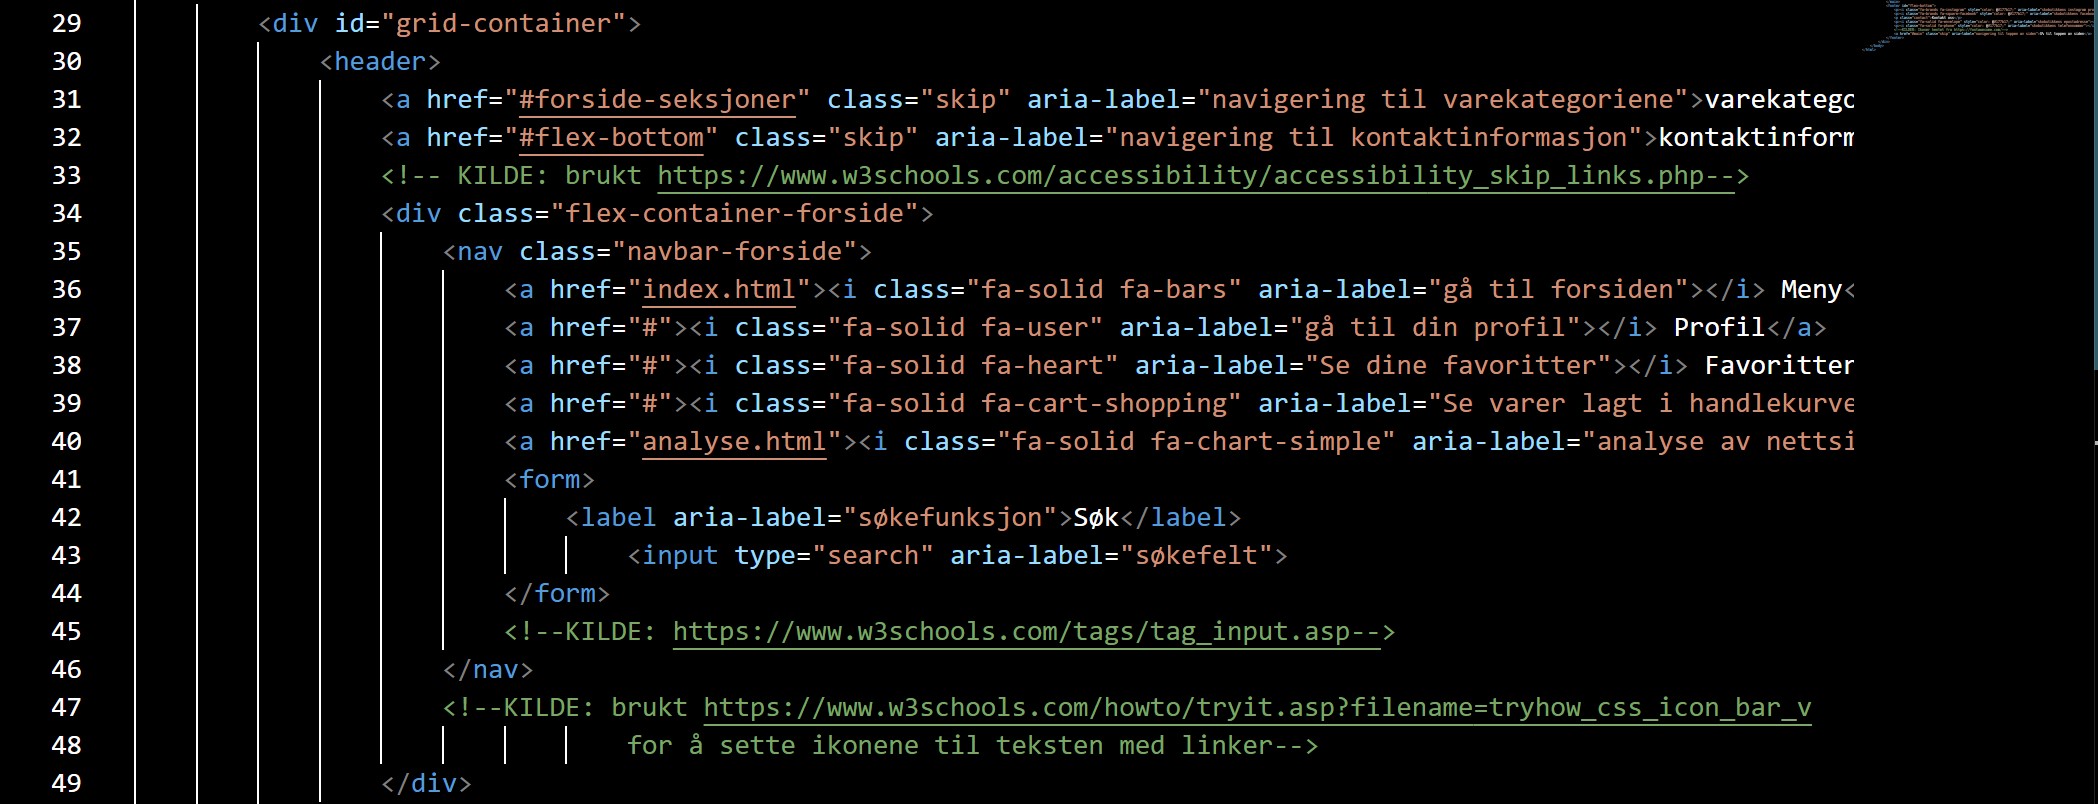 29 <div id="grid-container">
30 <header>
31 <a href="#forside-seksjoner" class="skip" aria-label="navigering til varekategoriene">varekatego
32 <a href="#flex-bottom" class="skip" aria-label="navigering til kontaktinformasjon">kontaktinform
33 <!-- KILDE: brukt https://www.w3schools.com/accessibility/accessibility_skip_links.php-->
34 <div class="flex-container-forside">
35 <nav class="navbar-forside">
36 <a href="index.html"><i class="fa-solid fa-bars" aria-label="gå til forsiden"></i> Meny<
37 <a href="#"><i class="fa-solid fa-user" aria-label="gå til din profil"></i> Profil</a>
38 <a href="#"><i class="fa-solid fa-heart" aria-label="Se dine favoritter"></i> Favoritter
39 <a href="#"><i class="fa-solid fa-cart-shopping" aria-label="Se varer lagt i handlekurve
40 <a href="analyse.html"><i class="fa-solid fa-chart-simple" aria-label="analyse av nettsi
41 <form>
42 <label aria-label="søkefunksjon">Søk</label>
43 <input type="search" aria-label="søkefelt">
44 </form>
45 <!--KILDE: https://www.w3schools.com/tags/tag_input.asp-->
46 </nav>
47 <!--KILDE: brukt https://www.w3schools.com/howto/tryit.asp?filename=tryhow_css_icon_bar_v
48 for å sette ikonene til teksten med linker-->
49 </div>